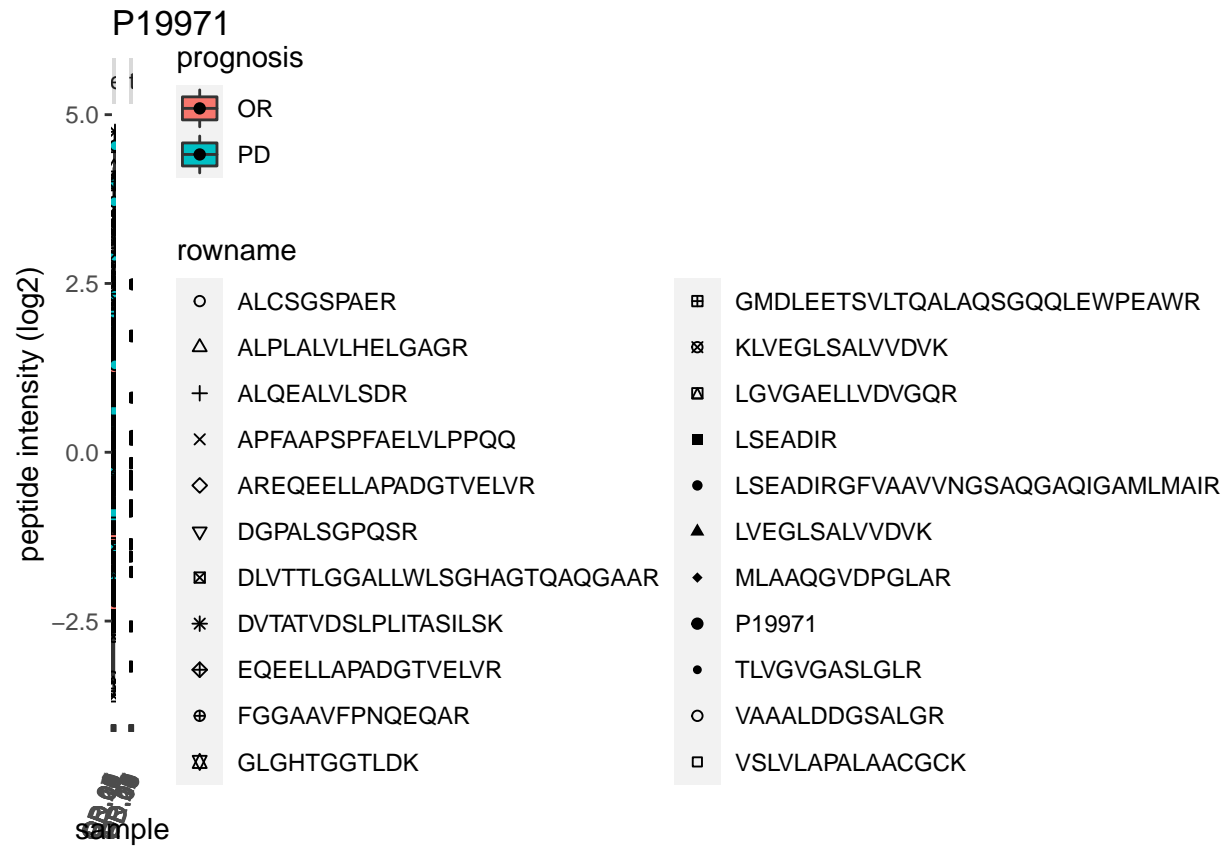 P19971
prognosis
OR
PD
5.0
2.5
0.0
−2.5
peptide intensity (log2)
sample
rowname
ALCSGSPAER
ALPLALVLHELGAGR
ALQEALVLSDR
APFAAPSPFAELVLPPQQ
AREQEELLAPADGTVELVR
DGPALSGPQSR
DLVTTLGGALLWLSGHAGTQAQGAAR
DVTATVDSLPLITASILSK
EQEELLAPADGTVELVR
FGGAAVFPNQEQAR
GLGHTGGTLDK
GMDLEETSVLTQALAQSGQQLEWPEAWR
KLVEGLSALVVDVK
LGVGAELLVDVGQR
LSEADIR
LSEADIRGFVAAVVNGSAQGAQIGAMLMAIR
LVEGLSALVVDVK
MLAAQGVDPGLAR
P19971
TLVGVGASLGLR
VAAALDDGSALGR
VSLVLAPALAACGCK